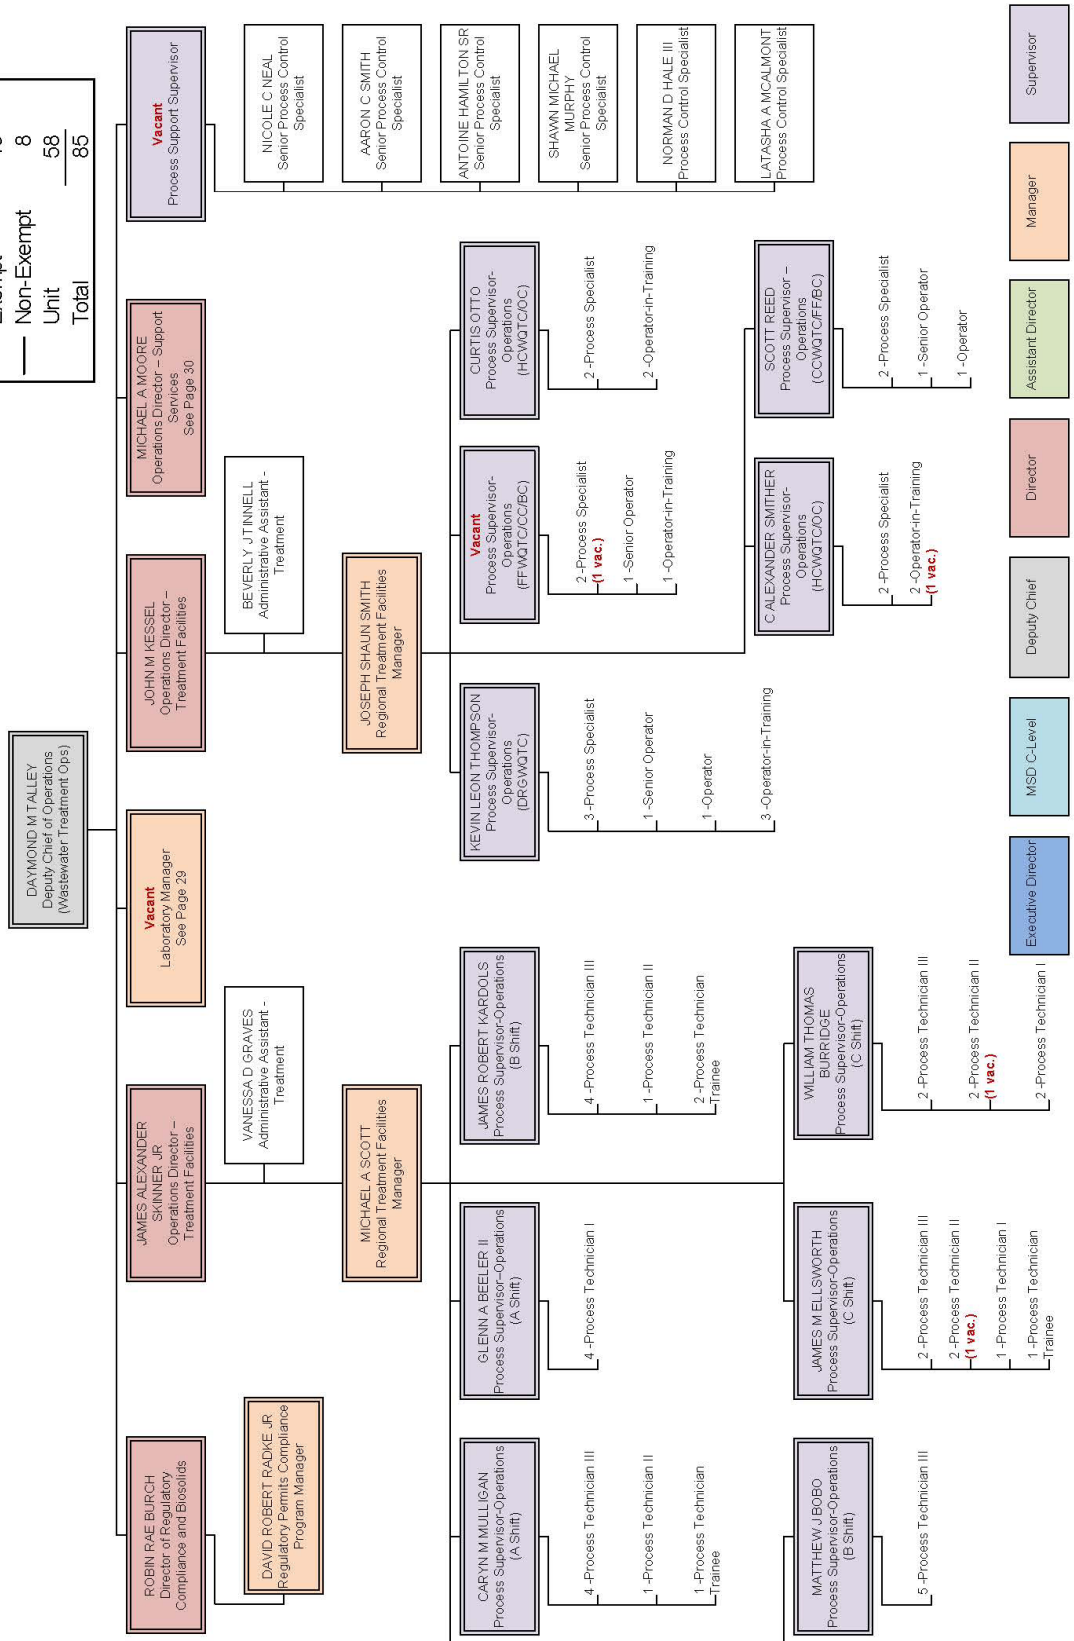 DAYMOND M TALLEY
Deputy Chief of Operations
(Wastewater Treatment Ops)
Non-Exempt 8
Unit 58
Total 85
ROBIN RAE BURCH
Director of Regulatory
Compliance and Biosolids
JAMES ALEXANDER
SKINNER JR
Operations Director –
Treatment Facilities
Vacant
Laboratory Manager
See Page 29
JOHN M KESSEL
Operations Director –
Treatment Facilities
MICHAEL A MOORE
Operations Director – Support
Services
See Page 30
Vacant
Process Support Supervisor
DAVID ROBERT RADKE JR
Regulatory Permits Compliance
Program Manager
VANESSA D GRAVES
Administrative Assistant -
Treatment
BEVERLY J TINNELL
Administrative Assistant -
Treatment
NICOLE C NEAL
Senior Process Control
Specialist
AARON C SMITH
Senior Process Control
Specialist
ANTOINE HAMILTON SR
Senior Process Control
Specialist
SHAWN MICHAEL
MURPHY
Senior Process Control
Specialist
NORMAN D HALE III
Process Control Specialist
LATASHA A MCALMONT
Process Control Specialist
MICHAEL A SCOTT
Regional Treatment Facilities
Manager
JOSEPH SHAUN SMITH
Regional Treatment Facilities
Manager
CARYN M MULLIGAN
Process Supervisor-Operations
(A Shift)
4 -Process Technician III
1 -Process Technician II
1 -Process Technician
Trainee
GLENN A BEELER II
Process Supervisor–Operations
(A Shift)
4 -Process Technician I
JAMES ROBERT KARDOLS
Process Supervisor-Operations
(B Shift)
4 -Process Technician III
1 -Process Technician II
2 -Process Technician
Trainee
KEVIN LEON THOMPSON
Process Supervisor-
Operations
(DRGWQTC)
3 -Process Specialist
1 -Senior Operator
1 -Operator
3 -Operator-in-Training
Vacant
Process Supervisor-
Operations
(FFWQTC/CC/BC)
2 -Process Specialist
(1 vac.)
1 -Senior Operator
1 -Operator-in-Training
CURTIS OTTO
Process Supervisor-
Operations
(HCWQTC/OC)
2 -Process Specialist
2 -Operator-in-Training
MATTHEW J BOBO
Process Supervisor-Operations
(B Shift)
5 -Process Technician III
JAMES M ELLSWORTH
Process Supervisor-Operations
(C Shift)
2 -Process Technician III
2 -Process Technician II
(1 vac.)
1 -Process Technician I
1 -Process Technician
Trainee
WILLIAM THOMAS
BURRIDGE
Process Supervisor-Operations
(C Shift)
2 -Process Technician III
2 -Process Technician II
(1 vac.)
2 -Process Technician I
C ALEXANDER SMITHER
Process Supervisor-
Operations
(HCWQTC/OC)
2 -Process Specialist
2 -Operator-in-Training
(1 vac.)
SCOTT REED
Process Supervisor –
Operations
(CCWQTC/FF/BC)
2 -Process Specialist
1 -Senior Operator
1 -Operator
Executive Director
MSD C-Level
Deputy Chief
Director
Assistant Director
Manager
Supervisor